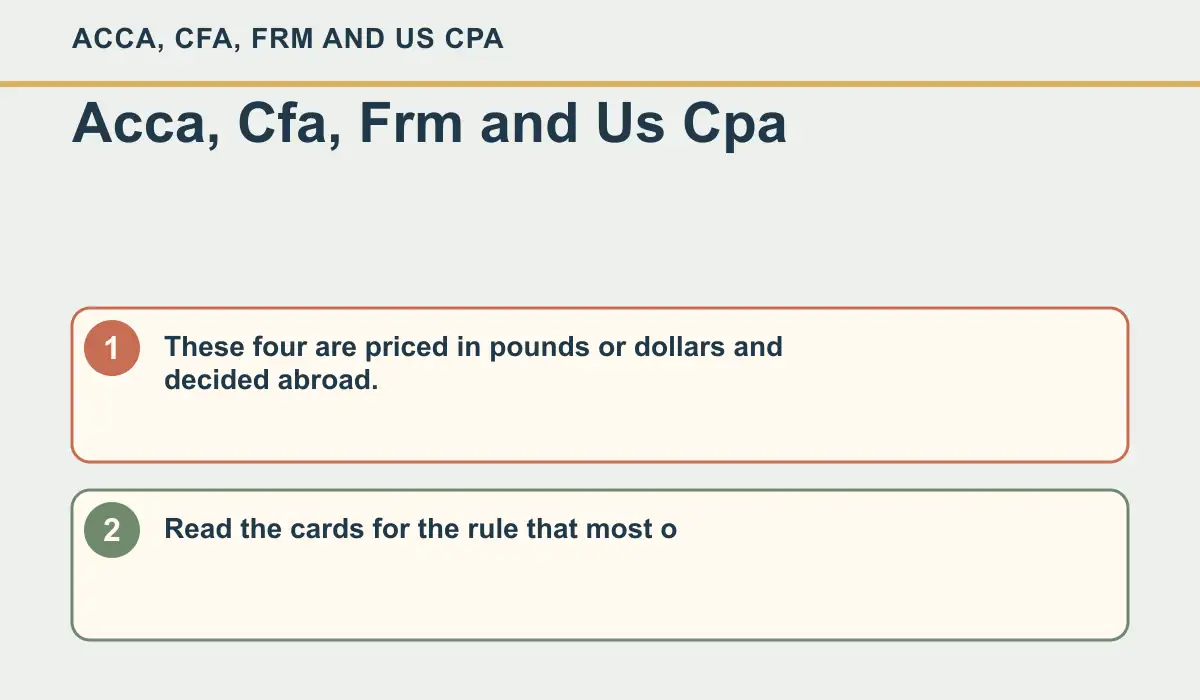 ACCA, CFA, FRM AND US CPA
Acca, Cfa, Frm and Us Cpa
1
These four are priced in pounds or dollars and
decided abroad.
2
Read the cards for the rule that most o